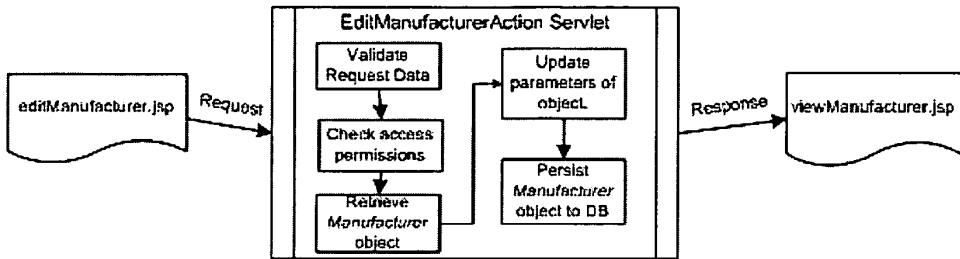 EditManufacturerAction Servlet
editManufacturer.jsp
Request
Validate
Request Data
Check access
permissions
Retrieve
Manufacturer
object
Update
parameters of
object.
Persist
Manufacturer
object to DB
Response
viewManufacturer.jsp